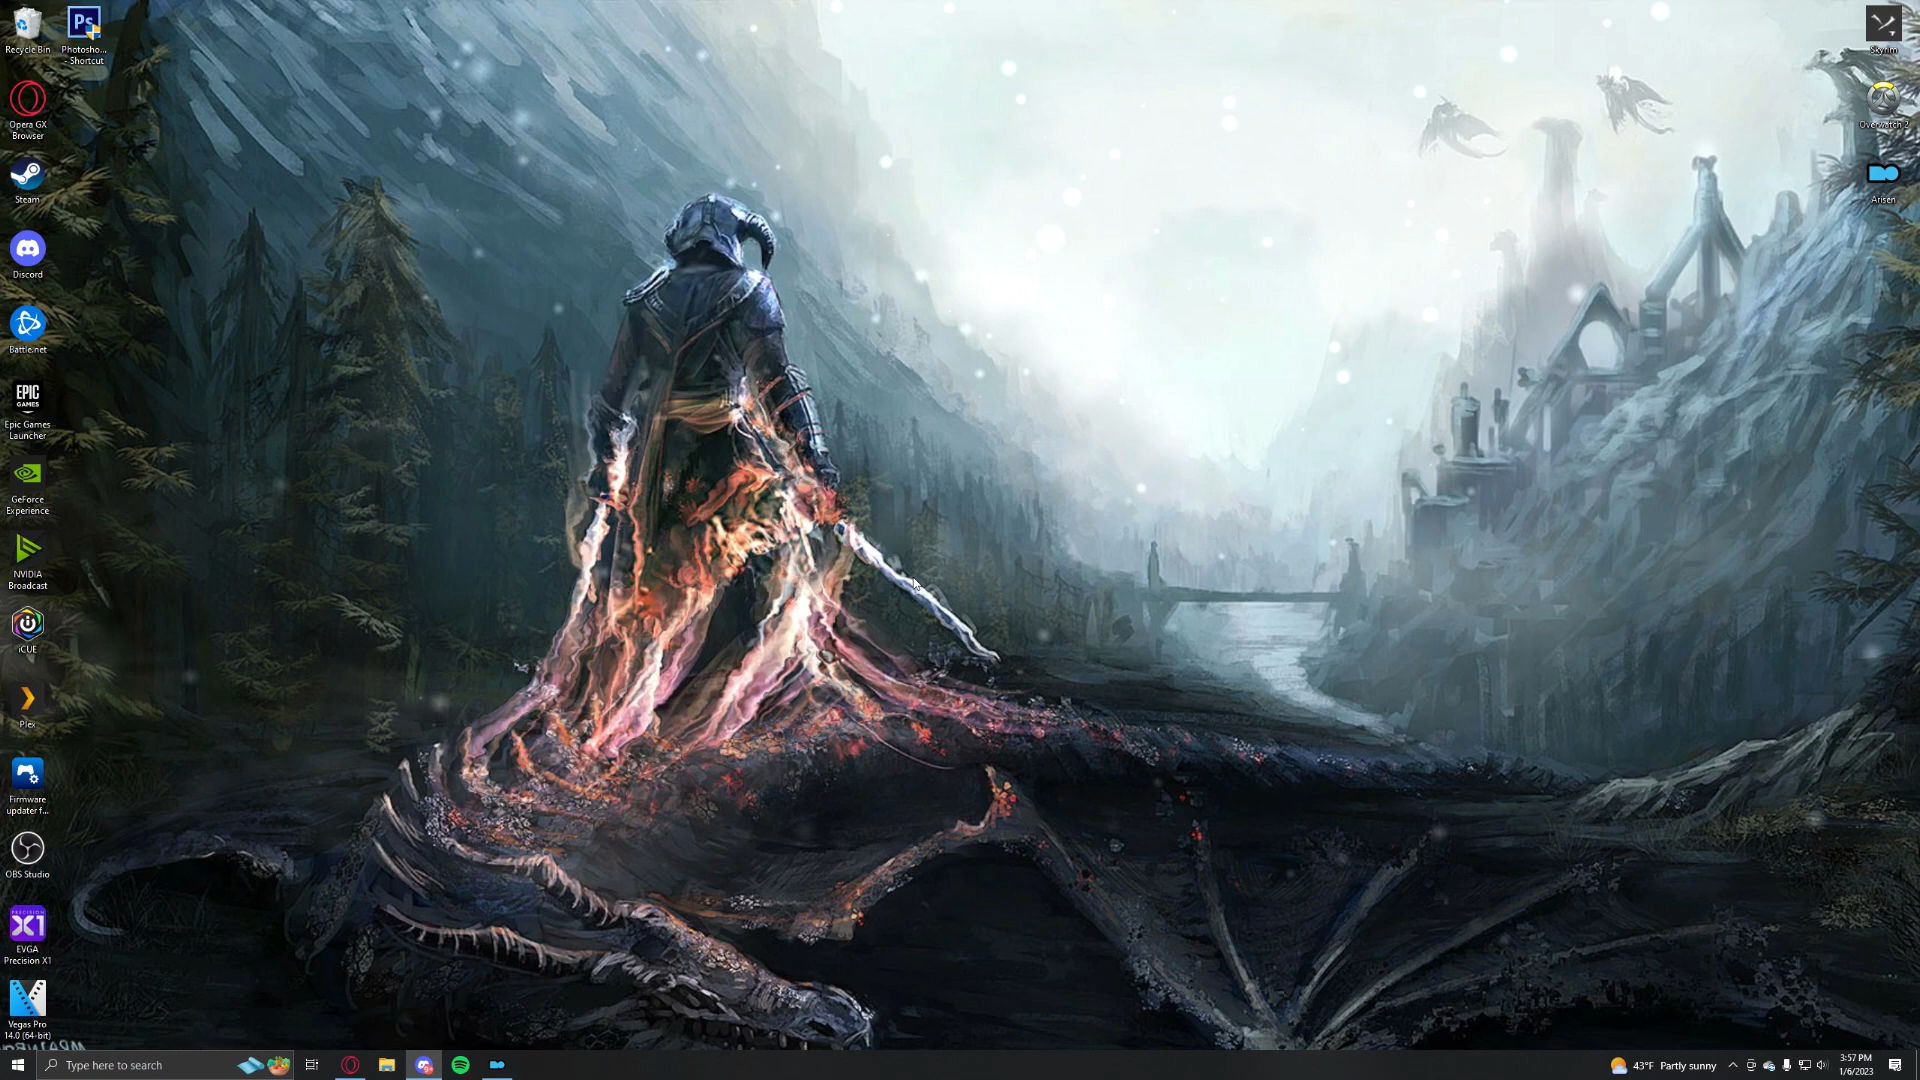 Recycle Bin
Photosho...
- Shortcut
Ps
Opera GX
Browser
Steam
Discord
Battle.net
EPIC
GAMES
Epic Games
Launcher
GeForce
Experience
NVIDIA
Broadcast
iCUE
Plex
Firmware
updater f...
OBS Studio
PRECISION
X1
EVGA
Precision X1
Vegas Pro
14.0 (64-bit)
Skyrim
Overwatch 2
Arisen
Type here to search
43°F Partly sunny
3:57 PM
1/6/2023